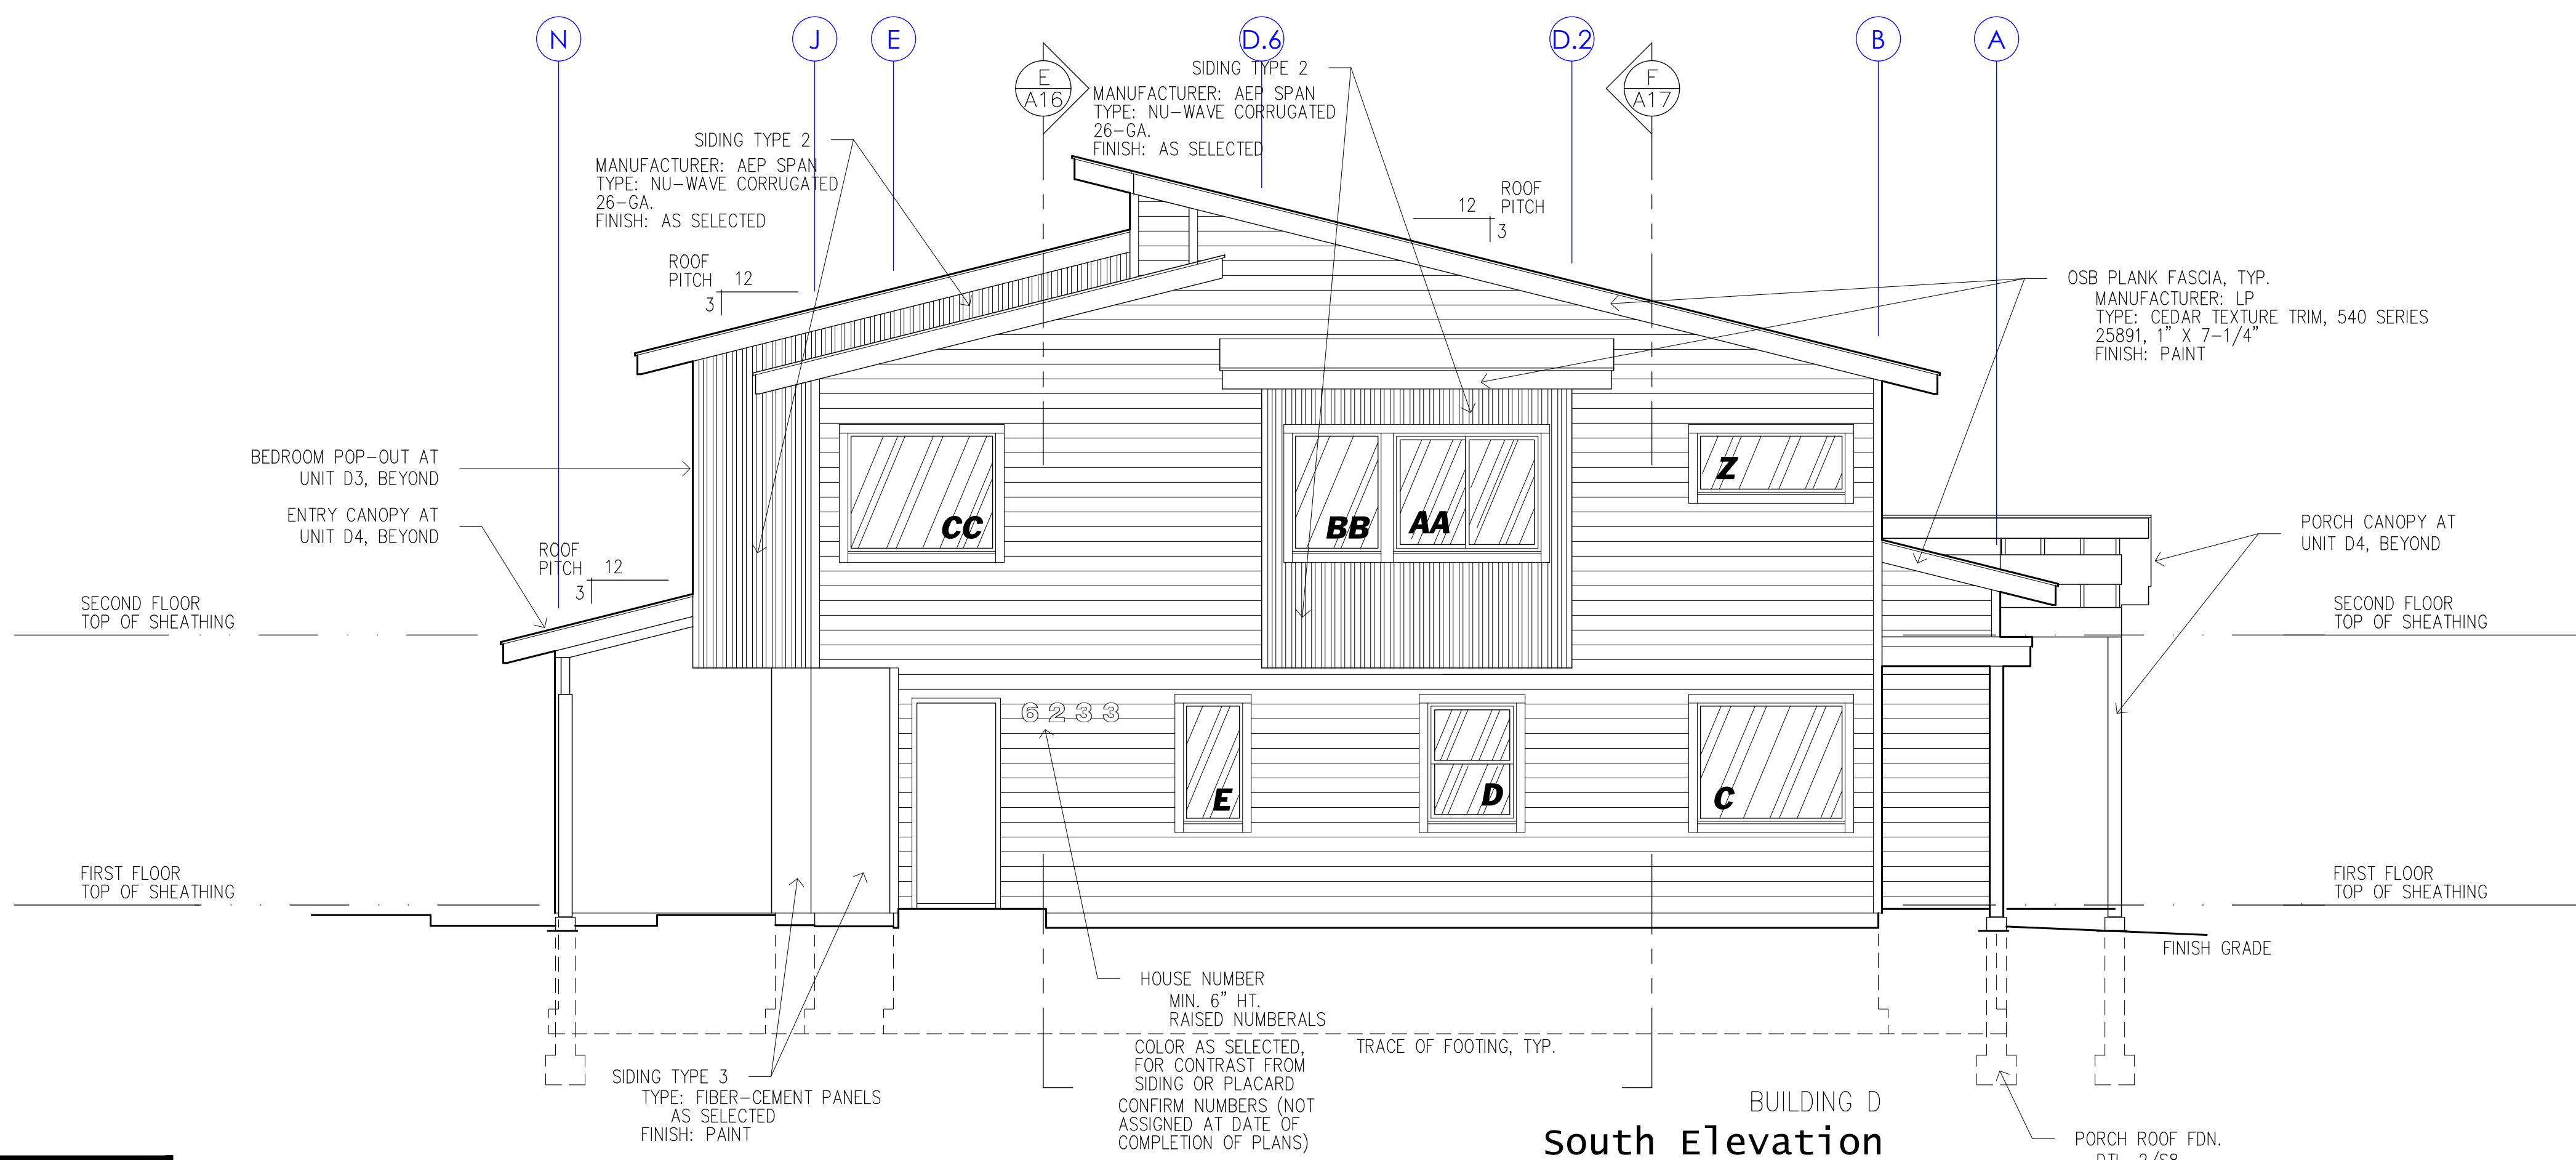 N
J
E
D.6
D.2
B
A
E
A16
F
A17
SIDING TYPE 2
MANUFACTURER: AEP SPAN
TYPE: NU-WAVE CORRUGATED
26-GA.
FINISH: AS SELECTED
SIDING TYPE 2
MANUFACTURER: AEP SPAN
TYPE: NU-WAVE CORRUGATED
26-GA.
FINISH: AS SELECTED
ROOF
PITCH
12
3
ROOF
PITCH
12
3
OSB PLANK FASCIA, TYP.
MANUFACTURER: LP
TYPE: CEDAR TEXTURE TRIM, 540 SERIES
25891, 1" X 7-1/4"
FINISH: PAINT
BEDROOM POP-OUT AT
UNIT D3, BEYOND
ENTRY CANOPY AT
UNIT D4, BEYOND
ROOF
PITCH
12
3
CC
BB
AA
Z
PORCH CANOPY AT
UNIT D4, BEYOND
SECOND FLOOR
TOP OF SHEATHING
SECOND FLOOR
TOP OF SHEATHING
6233
E
D
C
FIRST FLOOR
TOP OF SHEATHING
FIRST FLOOR
TOP OF SHEATHING
FINISH GRADE
HOUSE NUMBER
MIN. 6" HT.
RAISED NUMBERALS
COLOR AS SELECTED,
FOR CONTRAST FROM
SIDING OR PLACARD
CONFIRM NUMBERS (NOT
ASSIGNED AT DATE OF
COMPLETION OF PLANS)
TRACE OF FOOTING, TYP.
SIDING TYPE 3
TYPE: FIBER-CEMENT PANELS
AS SELECTED
FINISH: PAINT
BUILDING D
South Elevation
PORCH ROOF FDN.
DTL. 2/S8